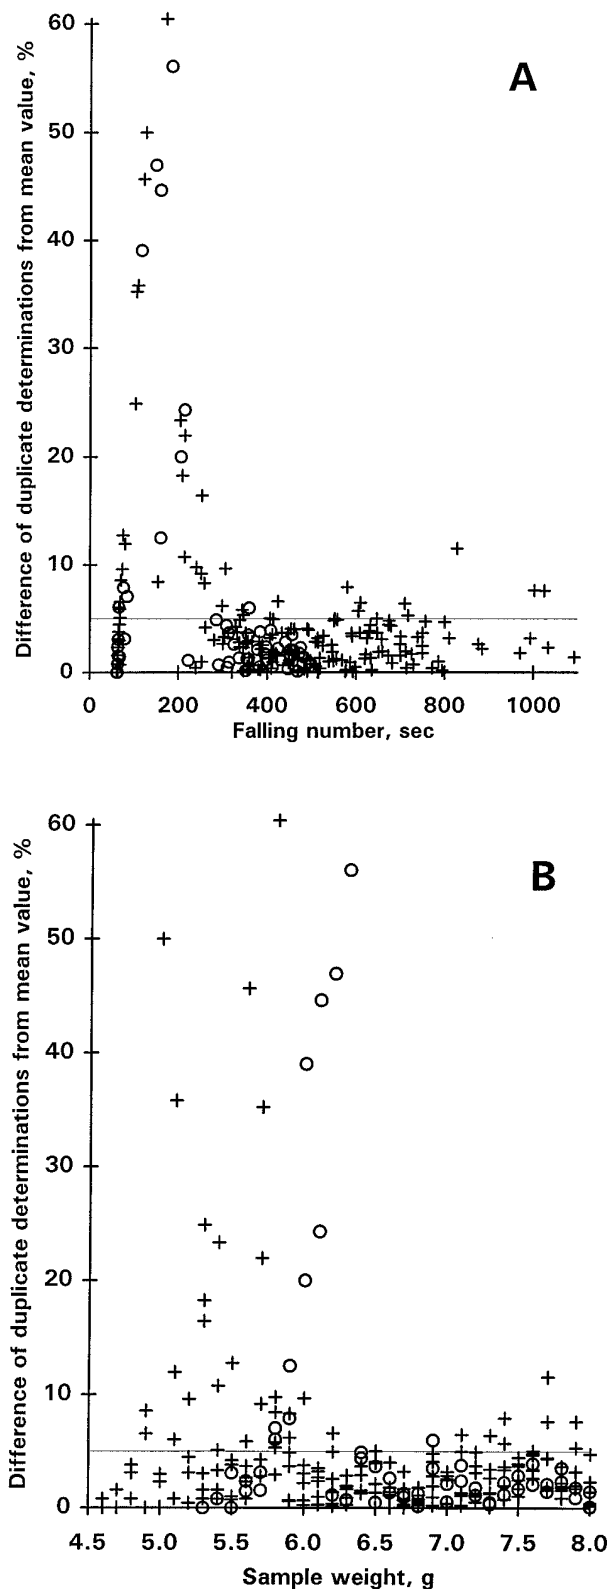 A
Difference of duplicate determinations from mean value, %
60
50
40
30
20
10
0
0 200 400 600 800 1000
Falling number, sec
B
Difference of duplicate determinations from mean value, %
60
50
40
30
20
10
0
4.5 5.0 5.5 6.0 6.5 7.0 7.5 8.0
Sample weight, g